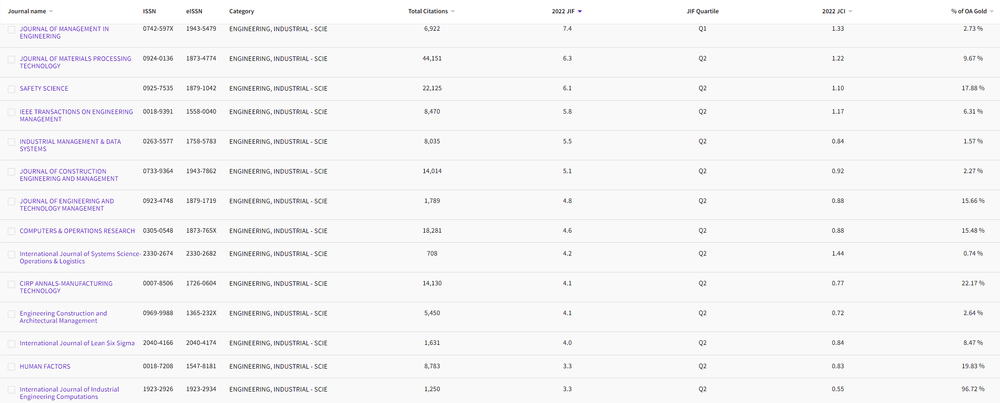 Journal name ISSN eISSN Category Total Citations 2022 JIF JIF Quartile 2022 JCI % of OA Gold
JOURNAL OF MANAGEMENT IN 0742-597X 1943-5479 ENGINEERING, INDUSTRIAL - SCIE 6,922 7.4 Q1 1.33 2.73 %
ENGINEERING
JOURNAL OF MATERIALS PROCESSING 0924-0136 1873-4774 ENGINEERING, INDUSTRIAL - SCIE 44,151 6.3 Q2 1.22 9.67 %
TECHNOLOGY
SAFETY SCIENCE 0925-7535 1879-1042 ENGINEERING, INDUSTRIAL - SCIE 22,125 6.1 Q2 1.10 17.88 %
IEEE TRANSACTIONS ON ENGINEERING 0018-9391 1558-0040 ENGINEERING, INDUSTRIAL - SCIE 8,470 5.8 Q2 1.17 6.31 %
MANAGEMENT
INDUSTRIAL MANAGEMENT & DATA 0263-5577 1758-5783 ENGINEERING, INDUSTRIAL - SCIE 8,035 5.5 Q2 0.84 1.57 %
SYSTEMS
JOURNAL OF CONSTRUCTION 0733-9364 1943-7862 ENGINEERING, INDUSTRIAL - SCIE 14,014 5.1 Q2 0.92 2.27 %
ENGINEERING AND MANAGEMENT
JOURNAL OF ENGINEERING AND 0923-4748 1879-1719 ENGINEERING, INDUSTRIAL - SCIE 1,789 4.8 Q2 0.88 15.66 %
TECHNOLOGY MANAGEMENT
COMPUTERS & OPERATIONS RESEARCH 0305-0548 1873-765X ENGINEERING, INDUSTRIAL - SCIE 18,281 4.6 Q2 0.88 15.48 %
International Journal of Systems Science- 2330-2674 2330-2682 ENGINEERING, INDUSTRIAL - SCIE 708 4.2 Q2 1.44 0.74 %
Operations & Logistics
CIRP ANNALS-MANUFACTURING 0007-8506 1726-0604 ENGINEERING, INDUSTRIAL - SCIE 14,130 4.1 Q2 0.77 22.17 %
TECHNOLOGY
Engineering Construction and 0969-9988 1365-232X ENGINEERING, INDUSTRIAL - SCIE 5,450 4.1 Q2 0.72 2.64 %
Architectural Management
International Journal of Lean Six Sigma 2040-4166 2040-4174 ENGINEERING, INDUSTRIAL - SCIE 1,631 4.0 Q2 0.84 8.47 %
HUMAN FACTORS 0018-7208 1547-8181 ENGINEERING, INDUSTRIAL - SCIE 8,783 3.3 Q2 0.83 19.83 %
International Journal of Industrial 1923-2926 1923-2934 ENGINEERING, INDUSTRIAL - SCIE 1,250 3.3 Q2 0.55 96.72 %
Engineering Computations